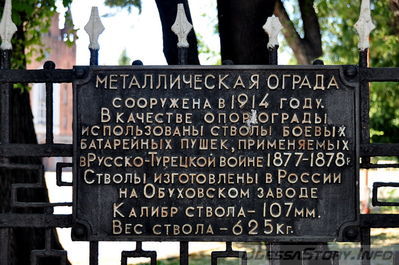 МЕТАЛЛИЧЕСКАЯ ОГРАДА
СООРУЖЕНА В 1914 ГОДУ.
В КАЧЕСТВЕ ОПОР ОГРАДЫ
ИСПОЛЬЗОВАНЫ СТВОЛЫ БОЕВЫХ
БАТАРЕЙНЫХ ПУШЕК, ПРИМЕНЯЕМЫХ
В РУССКО-ТУРЕЦКОЙ ВОЙНЕ 1877-1878г.
СТВОЛЫ ИЗГОТОВЛЕНЫ В РОССИИ
НА ОБУХОВСКОМ ЗАВОДЕ
КАЛИБР СТВОЛА - 107 ММ.
ВЕС СТВОЛА - 625 КГ.
ODESSASTORY.INFO